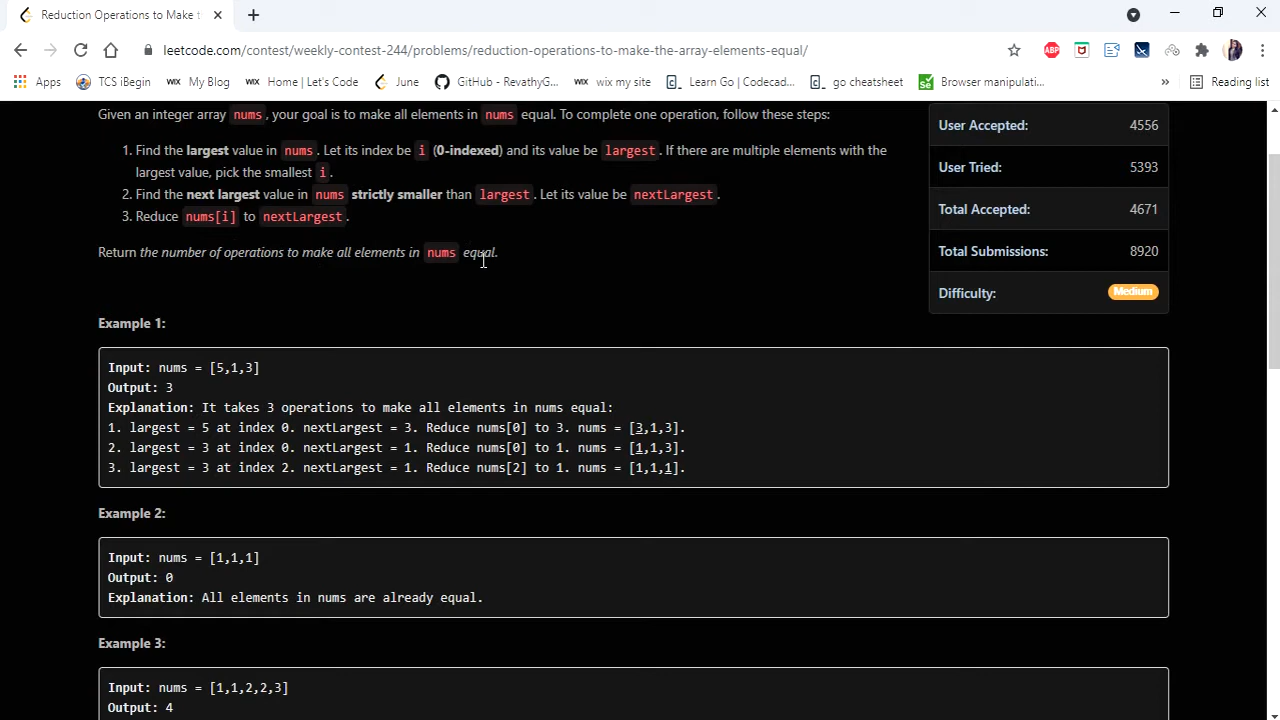 Reduction Operations to Make t
leetcode.com/contest/weekly-contest-244/problems/reduction-operations-to-make-the-array-elements-equal/
ABP
Apps TCS iBegin WIX My Blog WIX Home | Let's Code June GitHub - RevathyG... WIX wix my site Learn Go | Codecad... go cheatsheet Se Browser manipulati... » Reading list
Given an integer array nums, your goal is to make all elements in nums equal. To complete one operation, follow these steps:
1. Find the largest value in nums. Let its index be i (0-indexed) and its value be largest. If there are multiple elements with the
largest value, pick the smallest i.
2. Find the next largest value in nums strictly smaller than largest. Let its value be nextLargest.
3. Reduce nums[i] to nextLargest.
Return the number of operations to make all elements in nums equal.
User Accepted: 4556
User Tried: 5393
Total Accepted: 4671
Total Submissions: 8920
Difficulty: Medium
Example 1:
Input: nums = [5,1,3]
Output: 3
Explanation: It takes 3 operations to make all elements in nums equal:
1. largest = 5 at index 0. nextLargest = 3. Reduce nums[0] to 3. nums = [3,1,3].
2. largest = 3 at index 0. nextLargest = 1. Reduce nums[0] to 1. nums = [1,1,3].
3. largest = 3 at index 2. nextLargest = 1. Reduce nums[2] to 1. nums = [1,1,1].
Example 2:
Input: nums = [1,1,1]
Output: 0
Explanation: All elements in nums are already equal.
Example 3:
Input: nums = [1,1,2,2,3]
Output: 4